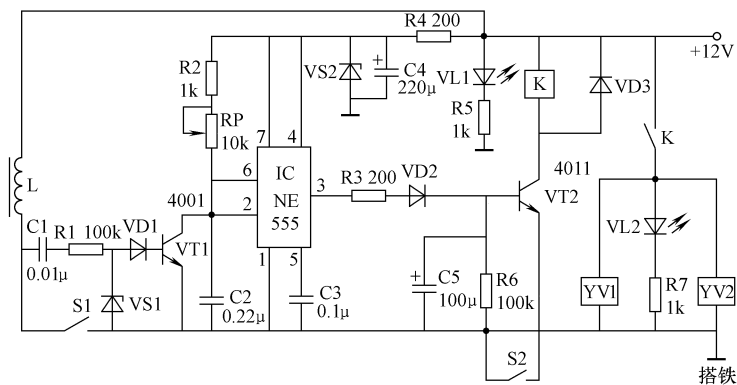 R4 200
+12V
R2
1k
VS2
+
C4
220μ
VL1
K
VD3
R5
1k
RP
10k
K
7
4
6
IC
NE
555
3
R3 200
VD2
4011
VT2
L
4001
2
C1
R1 100k
VD1
VT1
0.01μ
1
5
VL2
+
C5
100μ
R6
100k
YV1
R7
1k
YV2
S1
VS1
C2
0.22μ
C3
0.1μ
S2
搭铁